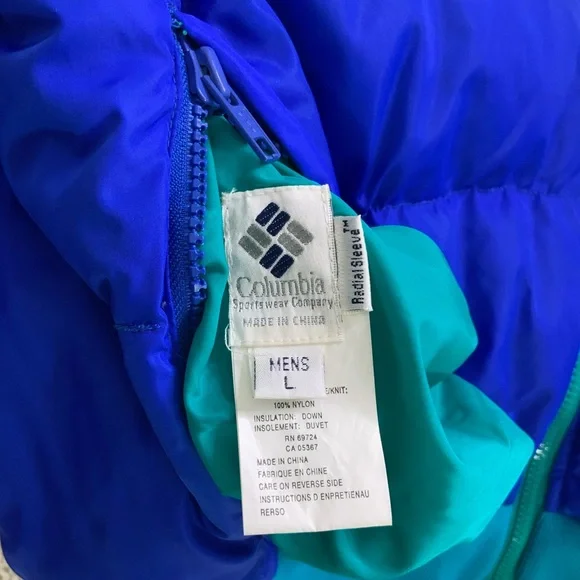 Columbia
Sportswear Company
MADE IN CHINA
Radial Sleeve™
MENS
L
/KNIT:
100% NYLON
INSULATION: DOWN
INSOLEMENT: DUVET
RN 69724
CA 05367
MADE IN CHINA
FABRIQUE EN CHINE
CARE ON REVERSE SIDE
INSTRUCTIONS D'ENPRETIENAU
RERSO